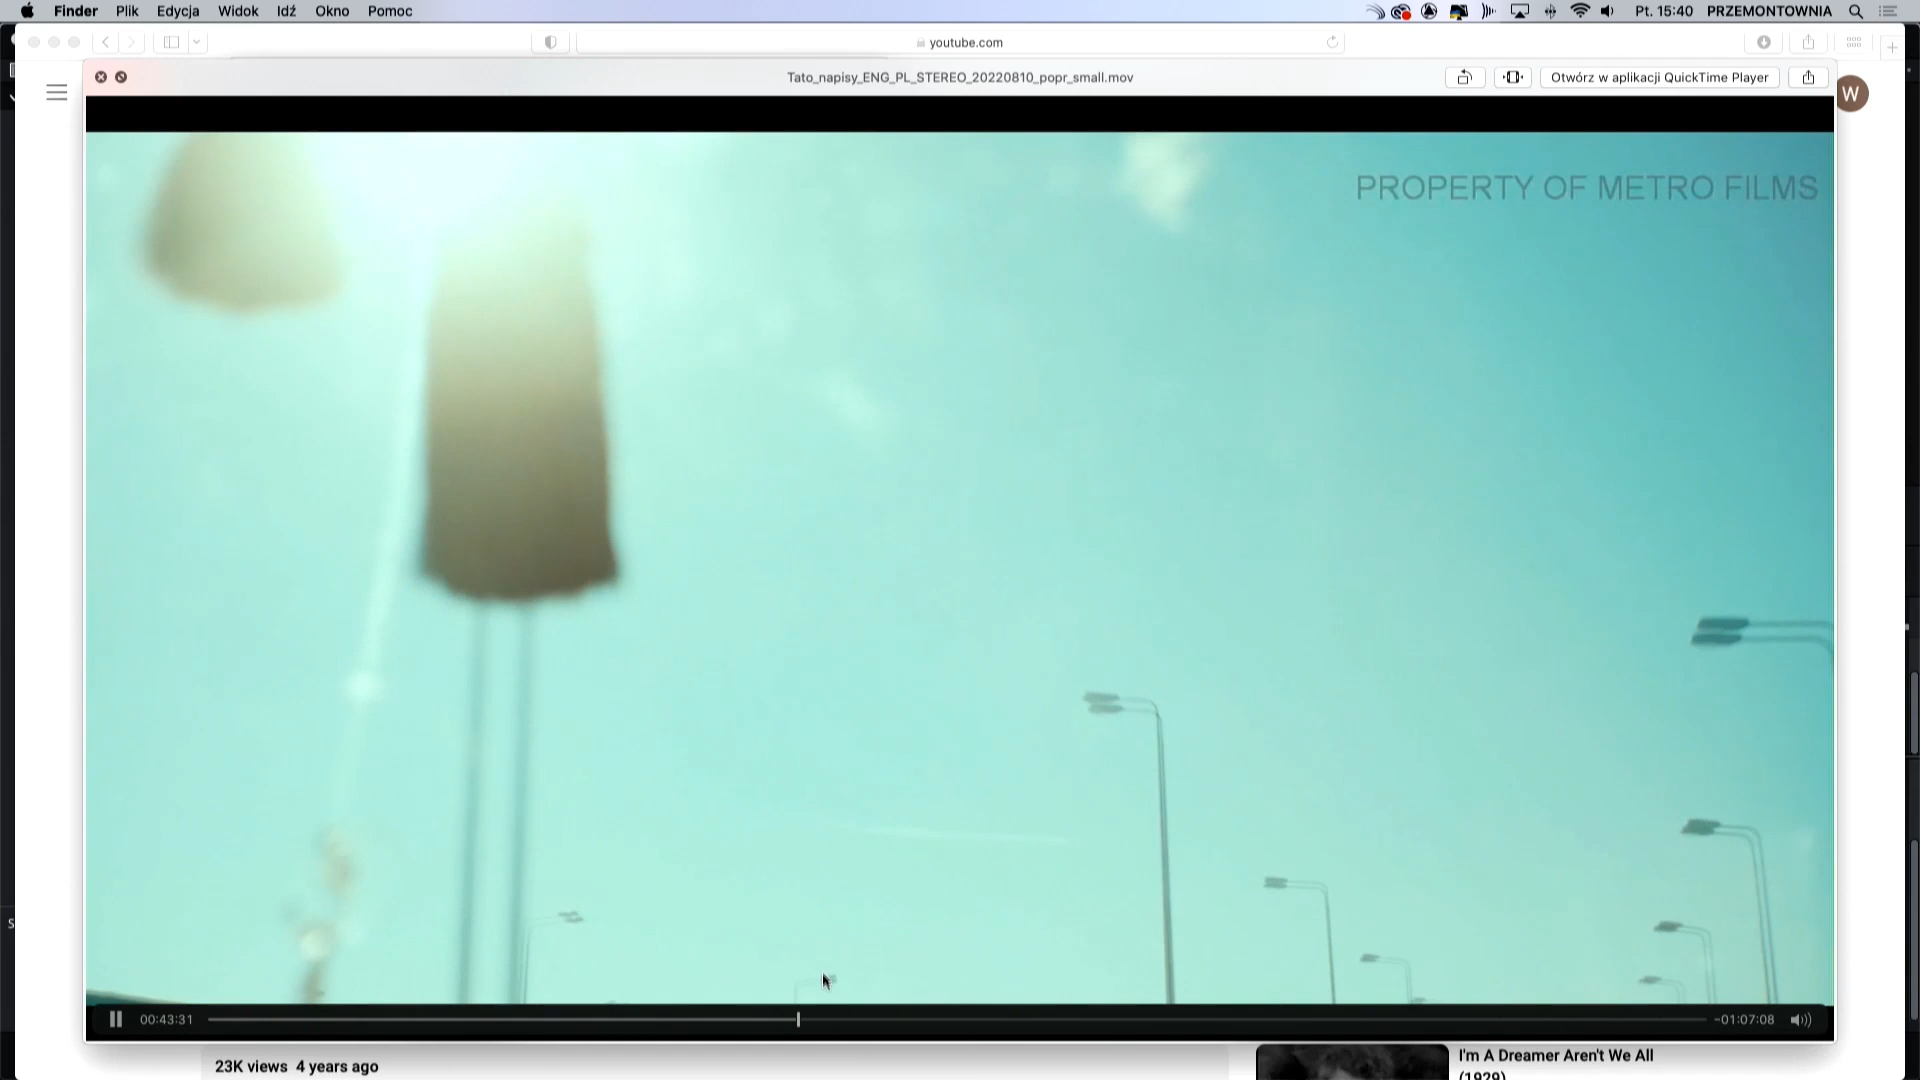 Finder Plik Edycja Widok Idź Okno Pomoc Pt. 15:40 PRZEMONTOWNIA
youtube.com
Tato_napisy_ENG_PL_STEREO_20220810_popr_small.mov Otwórz w aplikacji QuickTime Player
W
PROPERTY OF METRO FILMS
S
00:43:31 -01:07:08
23K views 4 years ago
I'm A Dreamer Aren't We All
(1929)